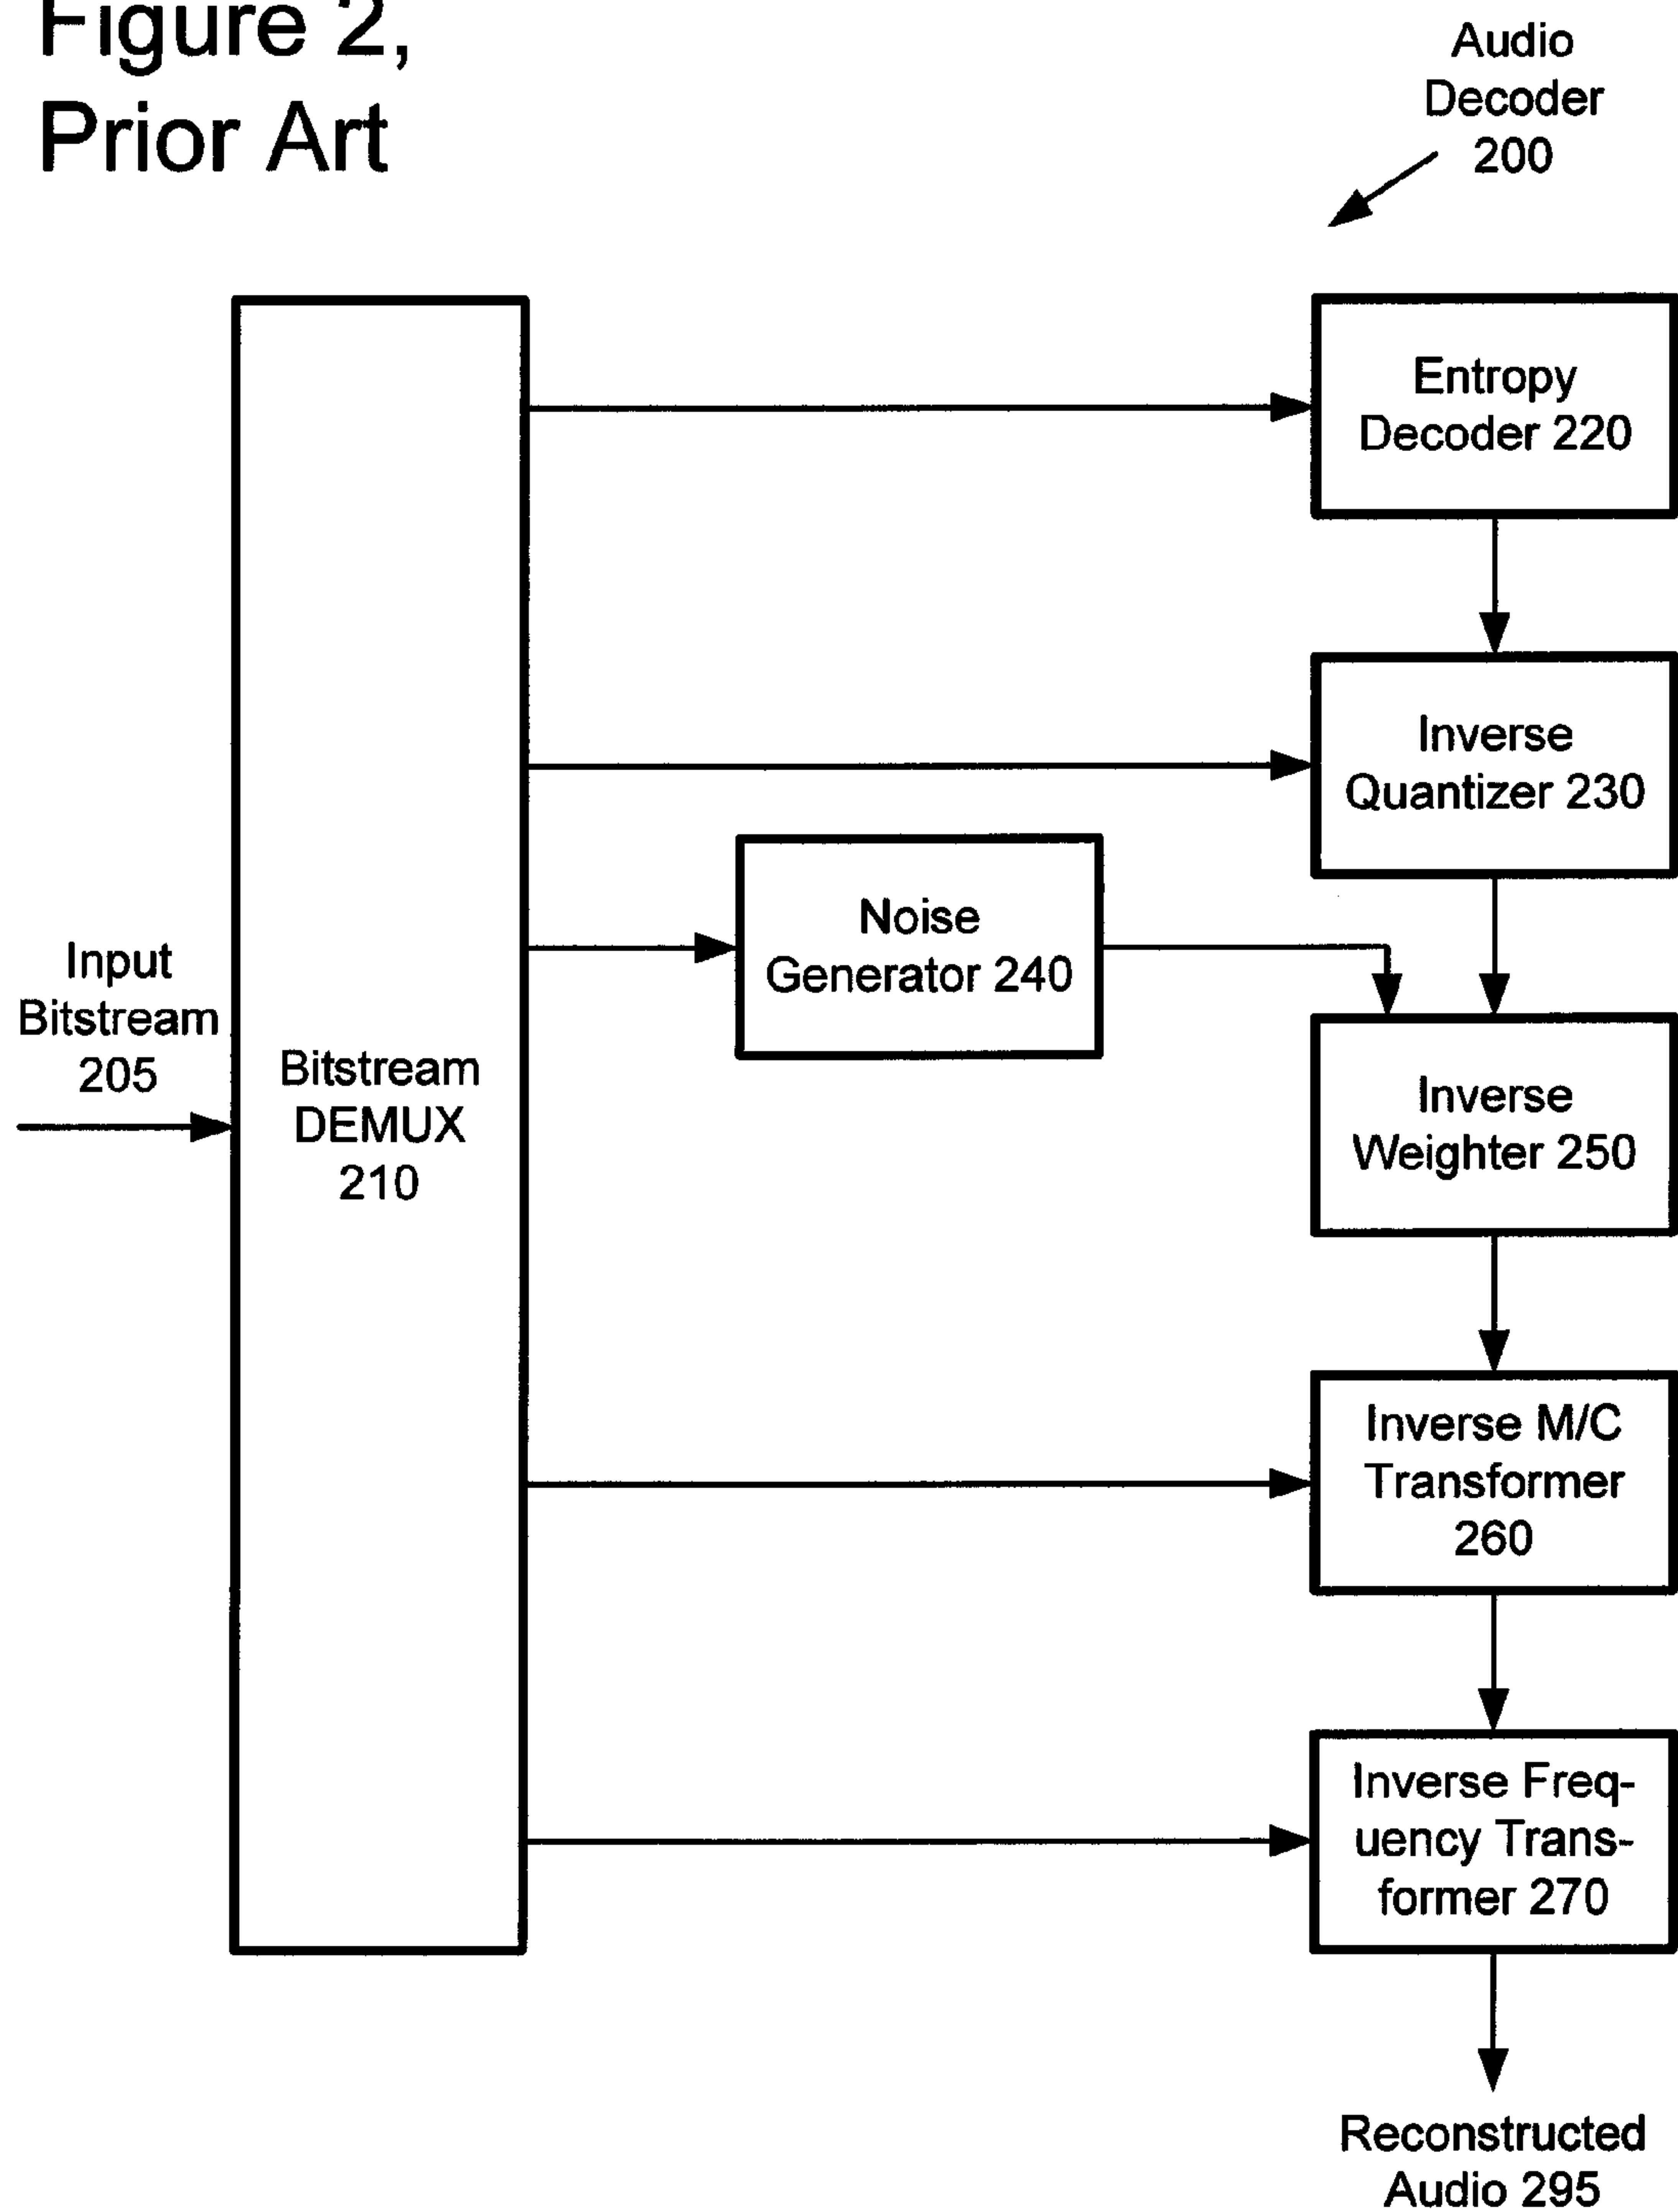 Figure 2,
Prior Art
Audio
Decoder
200
Entropy
Decoder 220
Inverse
Quantizer 230
Noise
Generator 240
Input
Bitstream
205
Bitstream
DEMUX
210
Inverse
Weighter 250
Inverse M/C
Transformer
260
Inverse Freq-
uency Trans-
former 270
Reconstructed
Audio 295